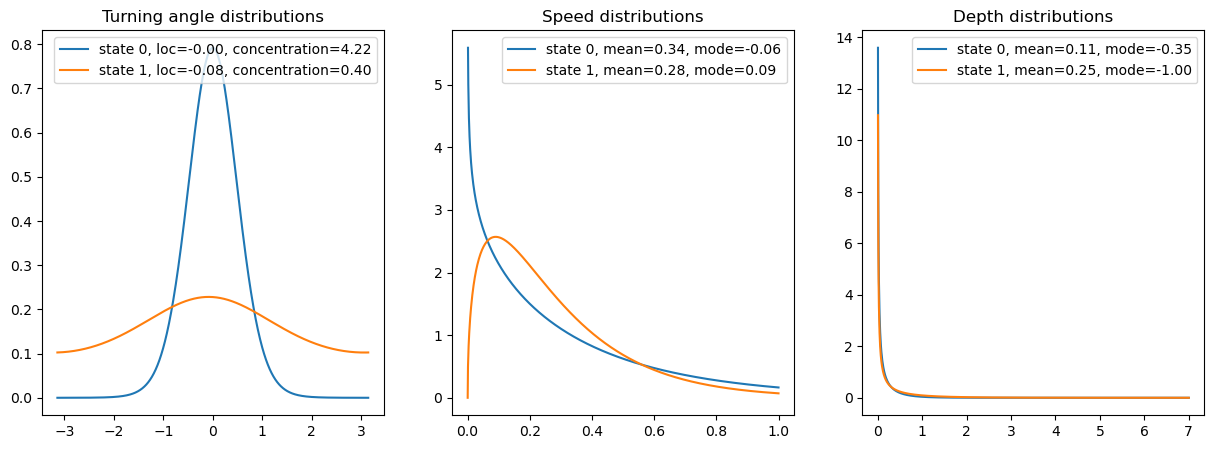 Turning angle distributions
state 0, loc=-0.00, concentration=4.22
state 1, loc=-0.08, concentration=0.40
0.8
0.7
0.6
0.5
0.4
0.3
0.2
0.1
0.0
−3 −2 −1 0 1 2 3
Speed distributions
state 0, mean=0.34, mode=-0.06
state 1, mean=0.28, mode=0.09
5
4
3
2
1
0
0.0 0.2 0.4 0.6 0.8 1.0
Depth distributions
state 0, mean=0.11, mode=-0.35
state 1, mean=0.25, mode=-1.00
14
12
10
8
6
4
2
0
0 1 2 3 4 5 6 7